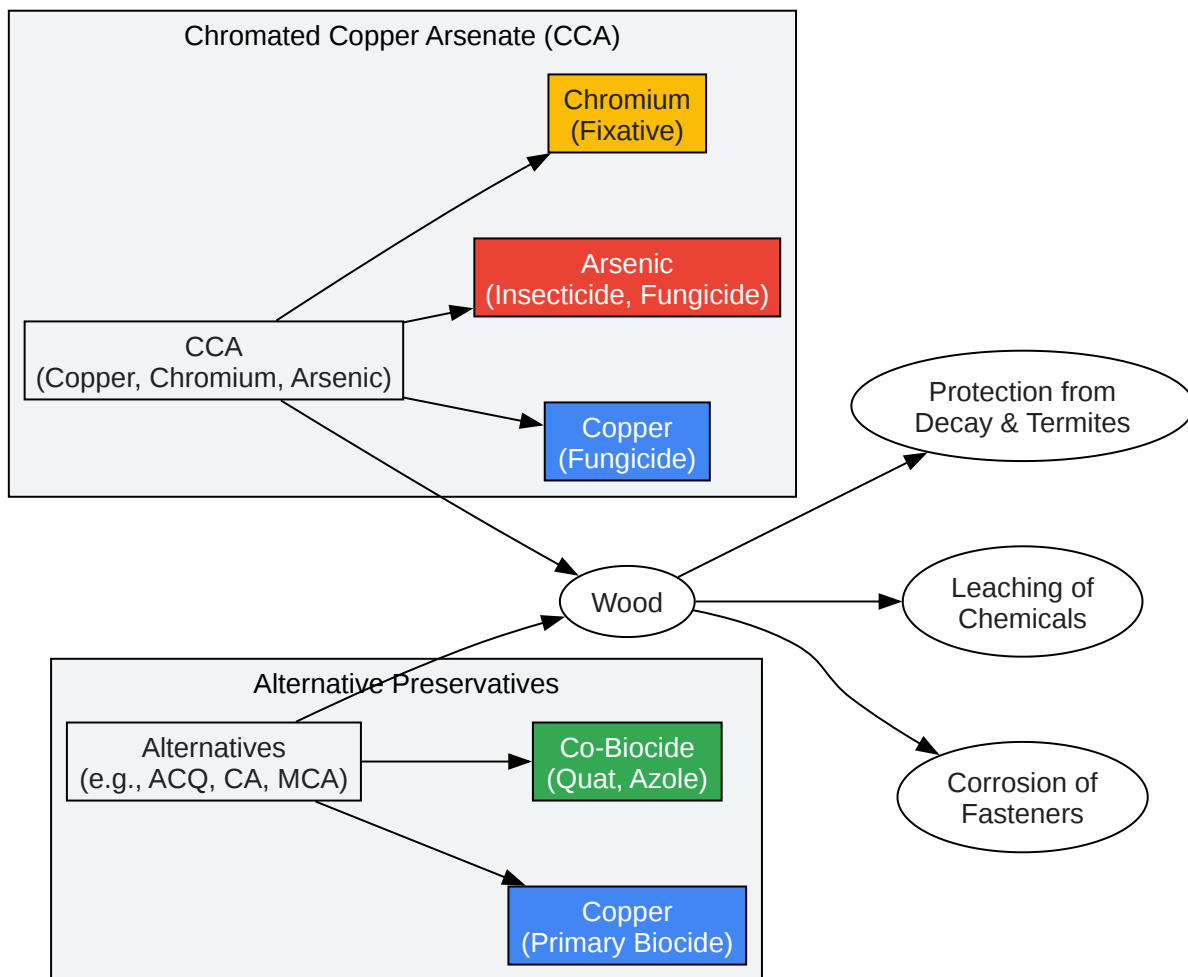 Chromated Copper Arsenate (CCA)
Chromium
(Fixative)
Arsenic
(Insecticide, Fungicide)
CCA
(Copper, Chromium, Arsenic)
Copper
(Fungicide)
Protection from
Decay & Termites
Wood
Leaching of
Chemicals
Alternative Preservatives
Alternatives
(e.g., ACQ, CA, MCA)
Co-Biocide
(Quat, Azole)
Corrosion of
Fasteners
Copper
(Primary Biocide)